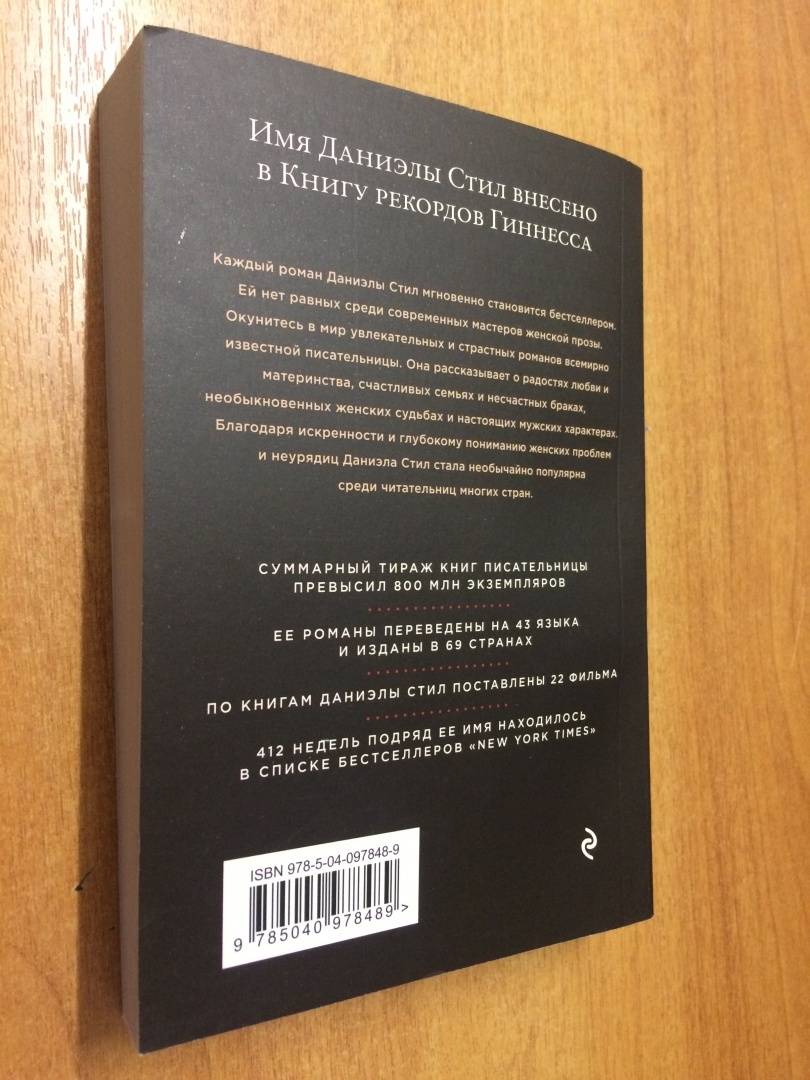 Имя Даниэлы Стил внесено
в Книгу рекордов Гиннесса
Каждый роман Даниэлы Стил мгновенно становится бестселлером.
Ей нет равных среди современных мастеров женской прозы.
Окунитесь в мир увлекательных и страстных романов всемирно
известной писательницы. Она рассказывает о радостях любви и
материнства, счастливых семьях и несчастных браках,
необыкновенных женских судьбах и настоящих мужских характерах.
Благодаря искренности и глубокому пониманию женских проблем
и неурядиц Даниэла Стил стала необычайно популярна
среди читательниц многих стран.
СУММАРНЫЙ ТИРАЖ КНИГ ПИСАТЕЛЬНИЦЫ
ПРЕВЫСИЛ 800 МЛН ЭКЗЕМПЛЯРОВ
ЕЕ РОМАНЫ ПЕРЕВЕДЕНЫ НА 43 ЯЗЫКА
И ИЗДАНЫ В 69 СТРАНАХ
ПО КНИГАМ ДАНИЭЛЫ СТИЛ ПОСТАВЛЕНЫ 22 ФИЛЬМА
412 НЕДЕЛЬ ПОДРЯД ЕЕ ИМЯ НАХОДИЛОСЬ
В СПИСКЕ БЕСТСЕЛЛЕРОВ «NEW YORK TIMES»
ISBN 978-5-04-097848-9
9 785040 978489 >